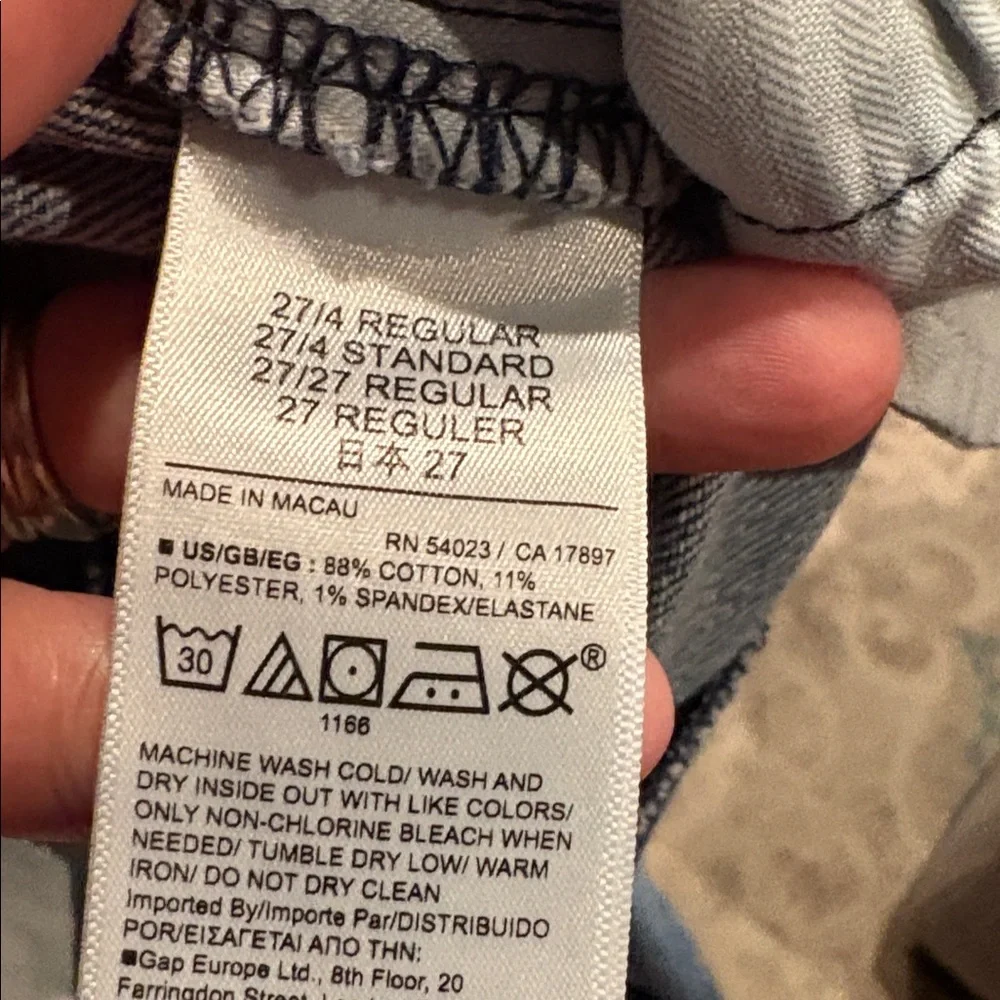 27/4 REGULAR
27/4 STANDARD
27/27 REGULAR
27 REGULER
日本 27
MADE IN MACAU
RN 54023 / CA 17897
US/GB/EG : 88% COTTON, 11%
POLYESTER, 1% SPANDEX/ELASTANE
30
®
1166
MACHINE WASH COLD/ WASH AND
DRY INSIDE OUT WITH LIKE COLORS/
ONLY NON-CHLORINE BLEACH WHEN
NEEDED/ TUMBLE DRY LOW/ WARM
IRON/ DO NOT DRY CLEAN
Imported By/Importe Par/DISTRIBUIDO
POR/ΕΙΣΑΓΕΤΑΙ ΑΠΟ ΤΗΝ:
Gap Europe Ltd., 8th Floor, 20
Farringdon Street,